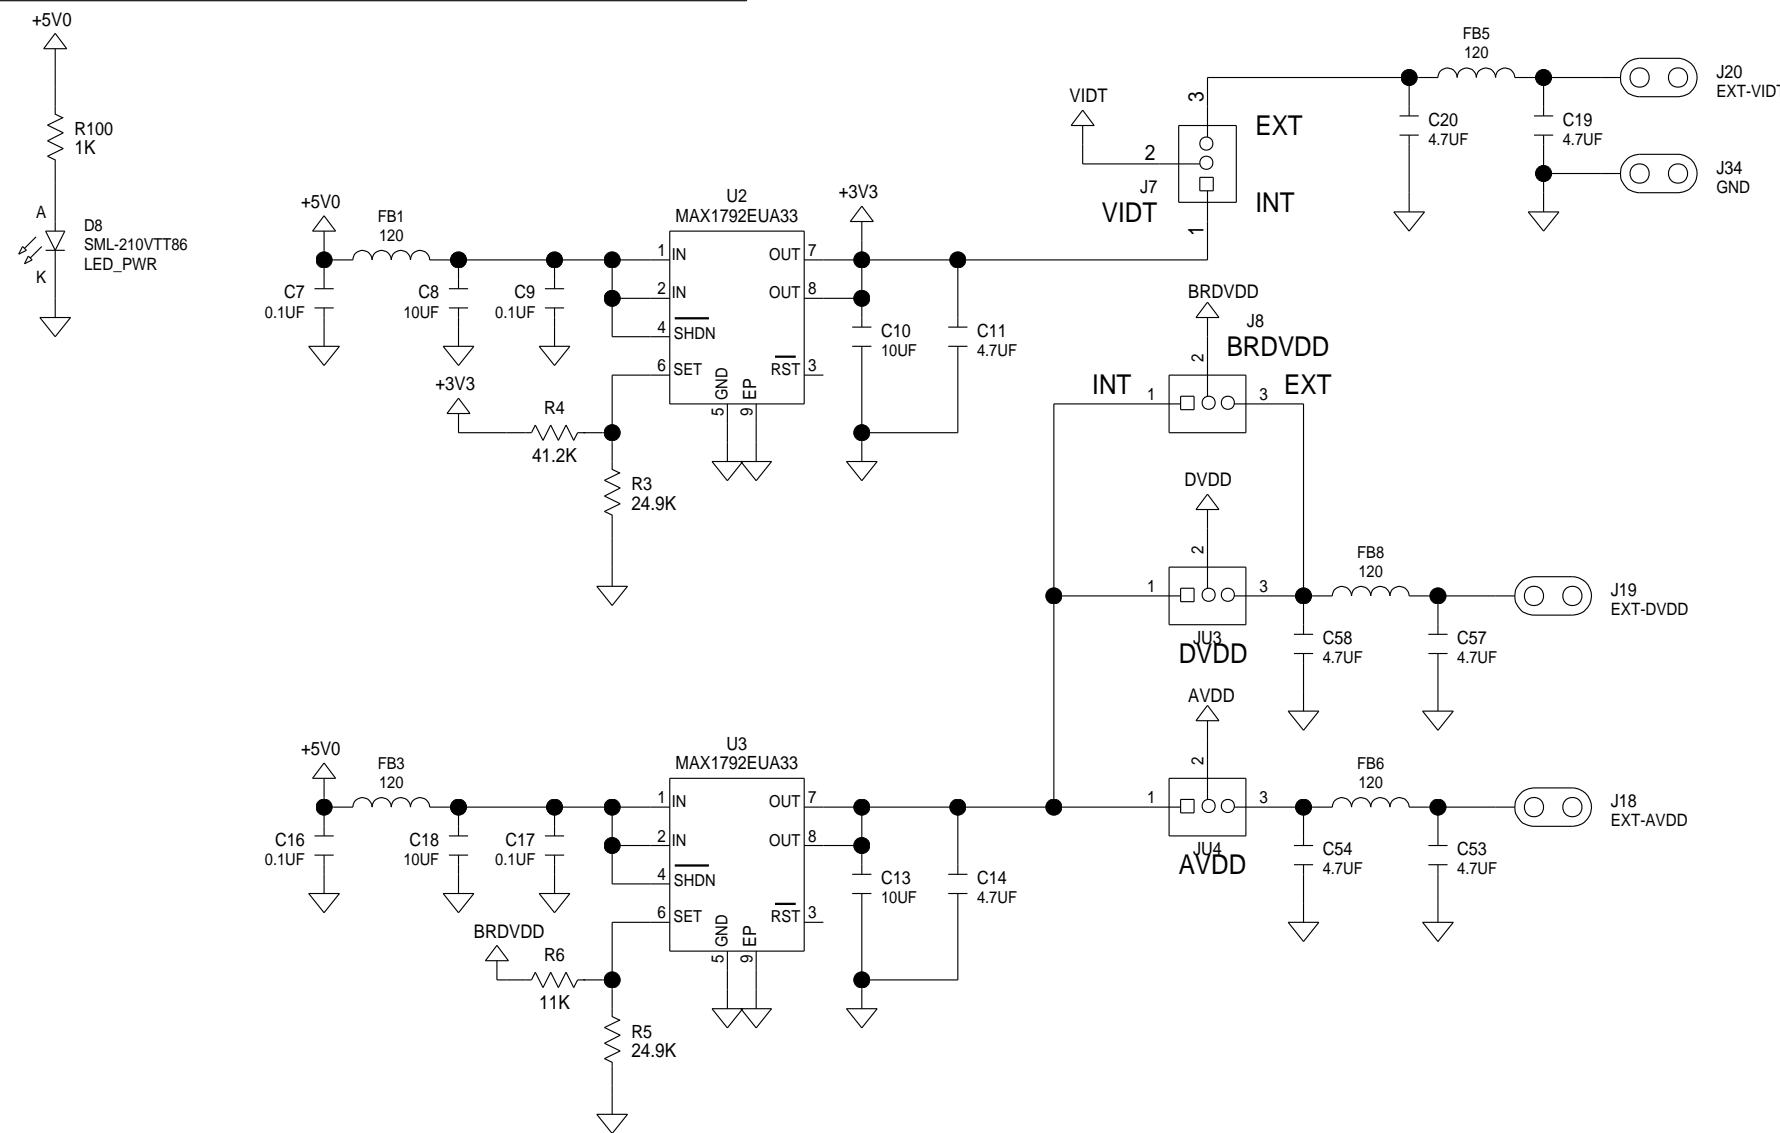 +5V0
R100
1K
A
D8
SML-210VTT86
LED_PWR
K
+5V0
FB1
120
C7
0.1UF
C8
10UF
C9
0.1UF
U2
MAX1792EUA33
1 IN
2 IN
4 SHDN
6 SET
OUT 7
OUT 8
RST 3
GND
5
EP
9
+3V3
C10
10UF
C11
4.7UF
+3V3
R4
41.2K
R3
24.9K
VIDT
2
3
EXT
J7
VIDT
INT
1
FB5
120
C20
4.7UF
C19
4.7UF
J20
EXT-VIDT
J34
GND
BRDVDD
J8
BRDVDD
2
INT
1
3
EXT
DVDD
2
1
3
JU3
DVDD
FB8
120
C58
4.7UF
C57
4.7UF
J19
EXT-DVDD
AVDD
2
1
3
JU4
AVDD
FB6
120
C54
4.7UF
C53
4.7UF
J18
EXT-AVDD
+5V0
FB3
120
C16
0.1UF
C18
10UF
C17
0.1UF
U3
MAX1792EUA33
1 IN
2 IN
4 SHDN
6 SET
OUT 7
OUT 8
RST 3
GND
5
EP
9
C13
10UF
C14
4.7UF
BRDVDD
R6
11K
R5
24.9K